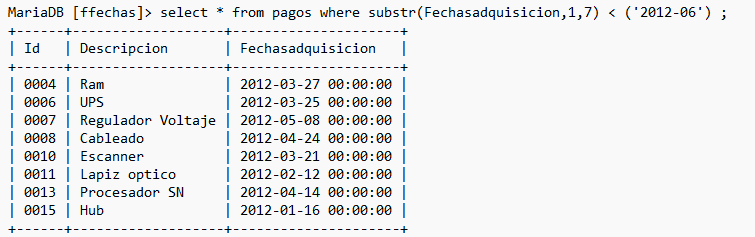 MariaDB [ffechas]> select * from pagos where substr(Fechasadquisicion,1,7) < ('2012-06') ;
+------+-------------------+---------------------+
| Id   | Descripcion       | Fechasadquisicion   |
+------+-------------------+---------------------+
| 0004 | Ram               | 2012-03-27 00:00:00 |
| 0006 | UPS               | 2012-03-25 00:00:00 |
| 0007 | Regulador Voltaje | 2012-05-08 00:00:00 |
| 0008 | Cableado          | 2012-04-24 00:00:00 |
| 0010 | Escanner          | 2012-03-21 00:00:00 |
| 0011 | Lapiz optico      | 2012-02-12 00:00:00 |
| 0013 | Procesador SN     | 2012-04-14 00:00:00 |
| 0015 | Hub               | 2012-01-16 00:00:00 |
+------+-------------------+---------------------+